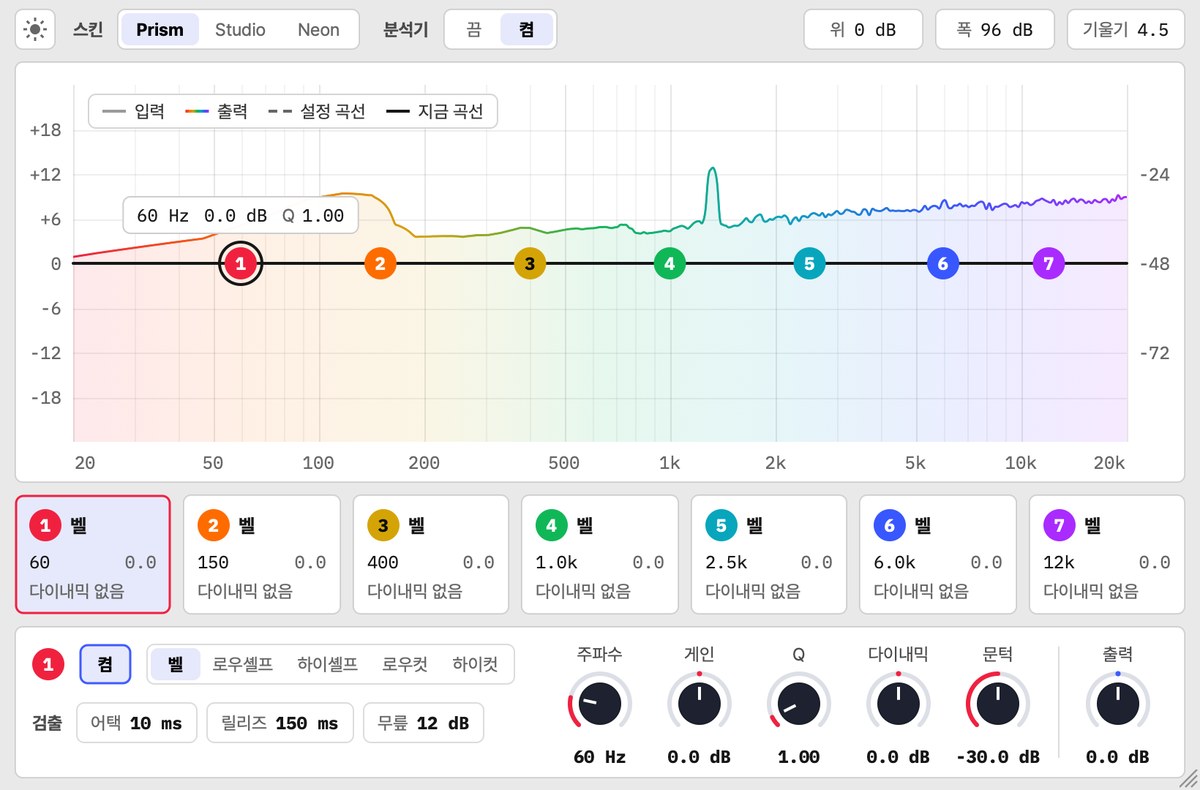 스킨 Prism Studio Neon 분석기 끔 켬 위 0 dB 폭 96 dB 기울기 4.5
입력 출력 설정 곡선 지금 곡선
+18
+12 -24
60 Hz 0.0 dB Q 1.00
+6
0 1 2 3 4 5 6 7 -48
-6
-12 -72
-18
20 50 100 200 500 1k 2k 5k 10k 20k
1 벨 2 벨 3 벨 4 벨 5 벨 6 벨 7 벨
60 0.0 150 0.0 400 0.0 1.0k 0.0 2.5k 0.0 6.0k 0.0 12k 0.0
다이내믹 없음 다이내믹 없음 다이내믹 없음 다이내믹 없음 다이내믹 없음 다이내믹 없음 다이내믹 없음
1 켬 벨 로우셸프 하이셸프 로우컷 하이컷
검출 어택 10 ms 릴리즈 150 ms 무릎 12 dB
주파수 게인 Q 다이내믹 문턱 출력
60 Hz 0.0 dB 1.00 0.0 dB -30.0 dB 0.0 dB